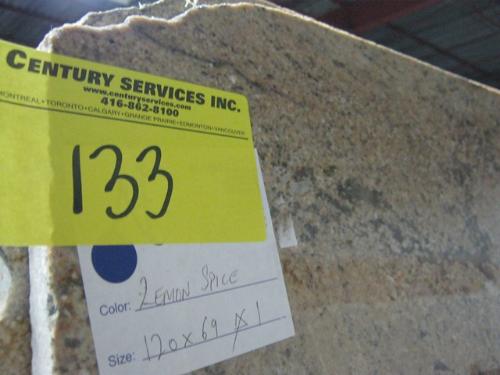 CENTURY SERVICES INC.
www.centuryservices.com
416-862-8100
MONTREAL•TORONTO•CALGARY•GRANDE PRAIRIE•EDMONTON•VANCOUVER
133
Color: LEMON SPICE
Size: 120 X 69 X 1